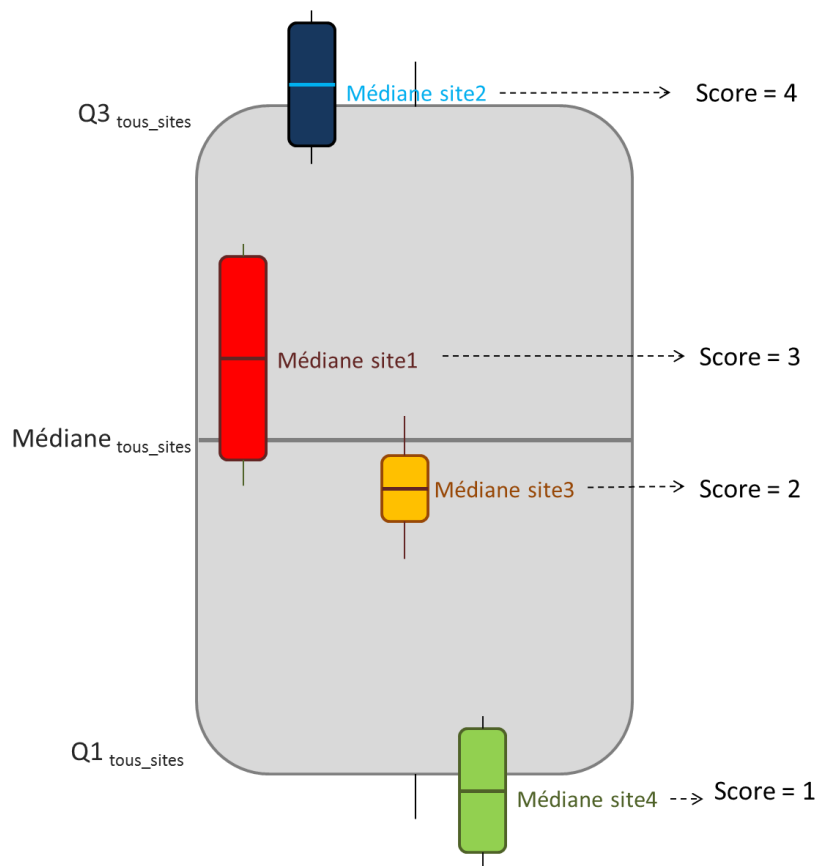 Médiane site2
Score = 4
Q3 tous_sites
Médiane site1
Score = 3
Médiane tous_sites
Médiane site3
Score = 2
Q1 tous_sites
Médiane site4
Score = 1